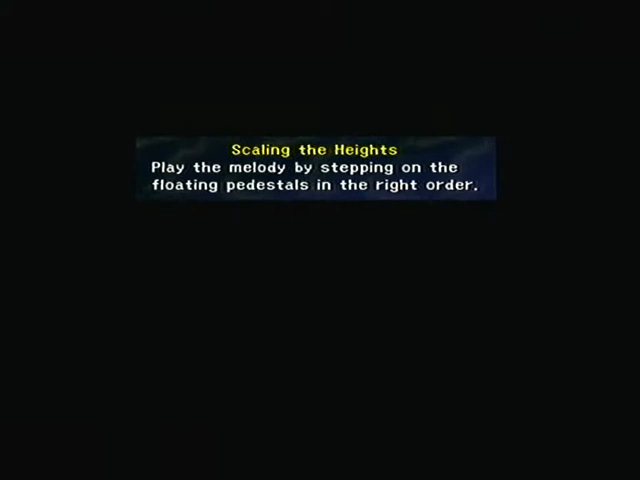 Scaling the Heights
Play the melody by stepping on the
floating pedestals in the right order.